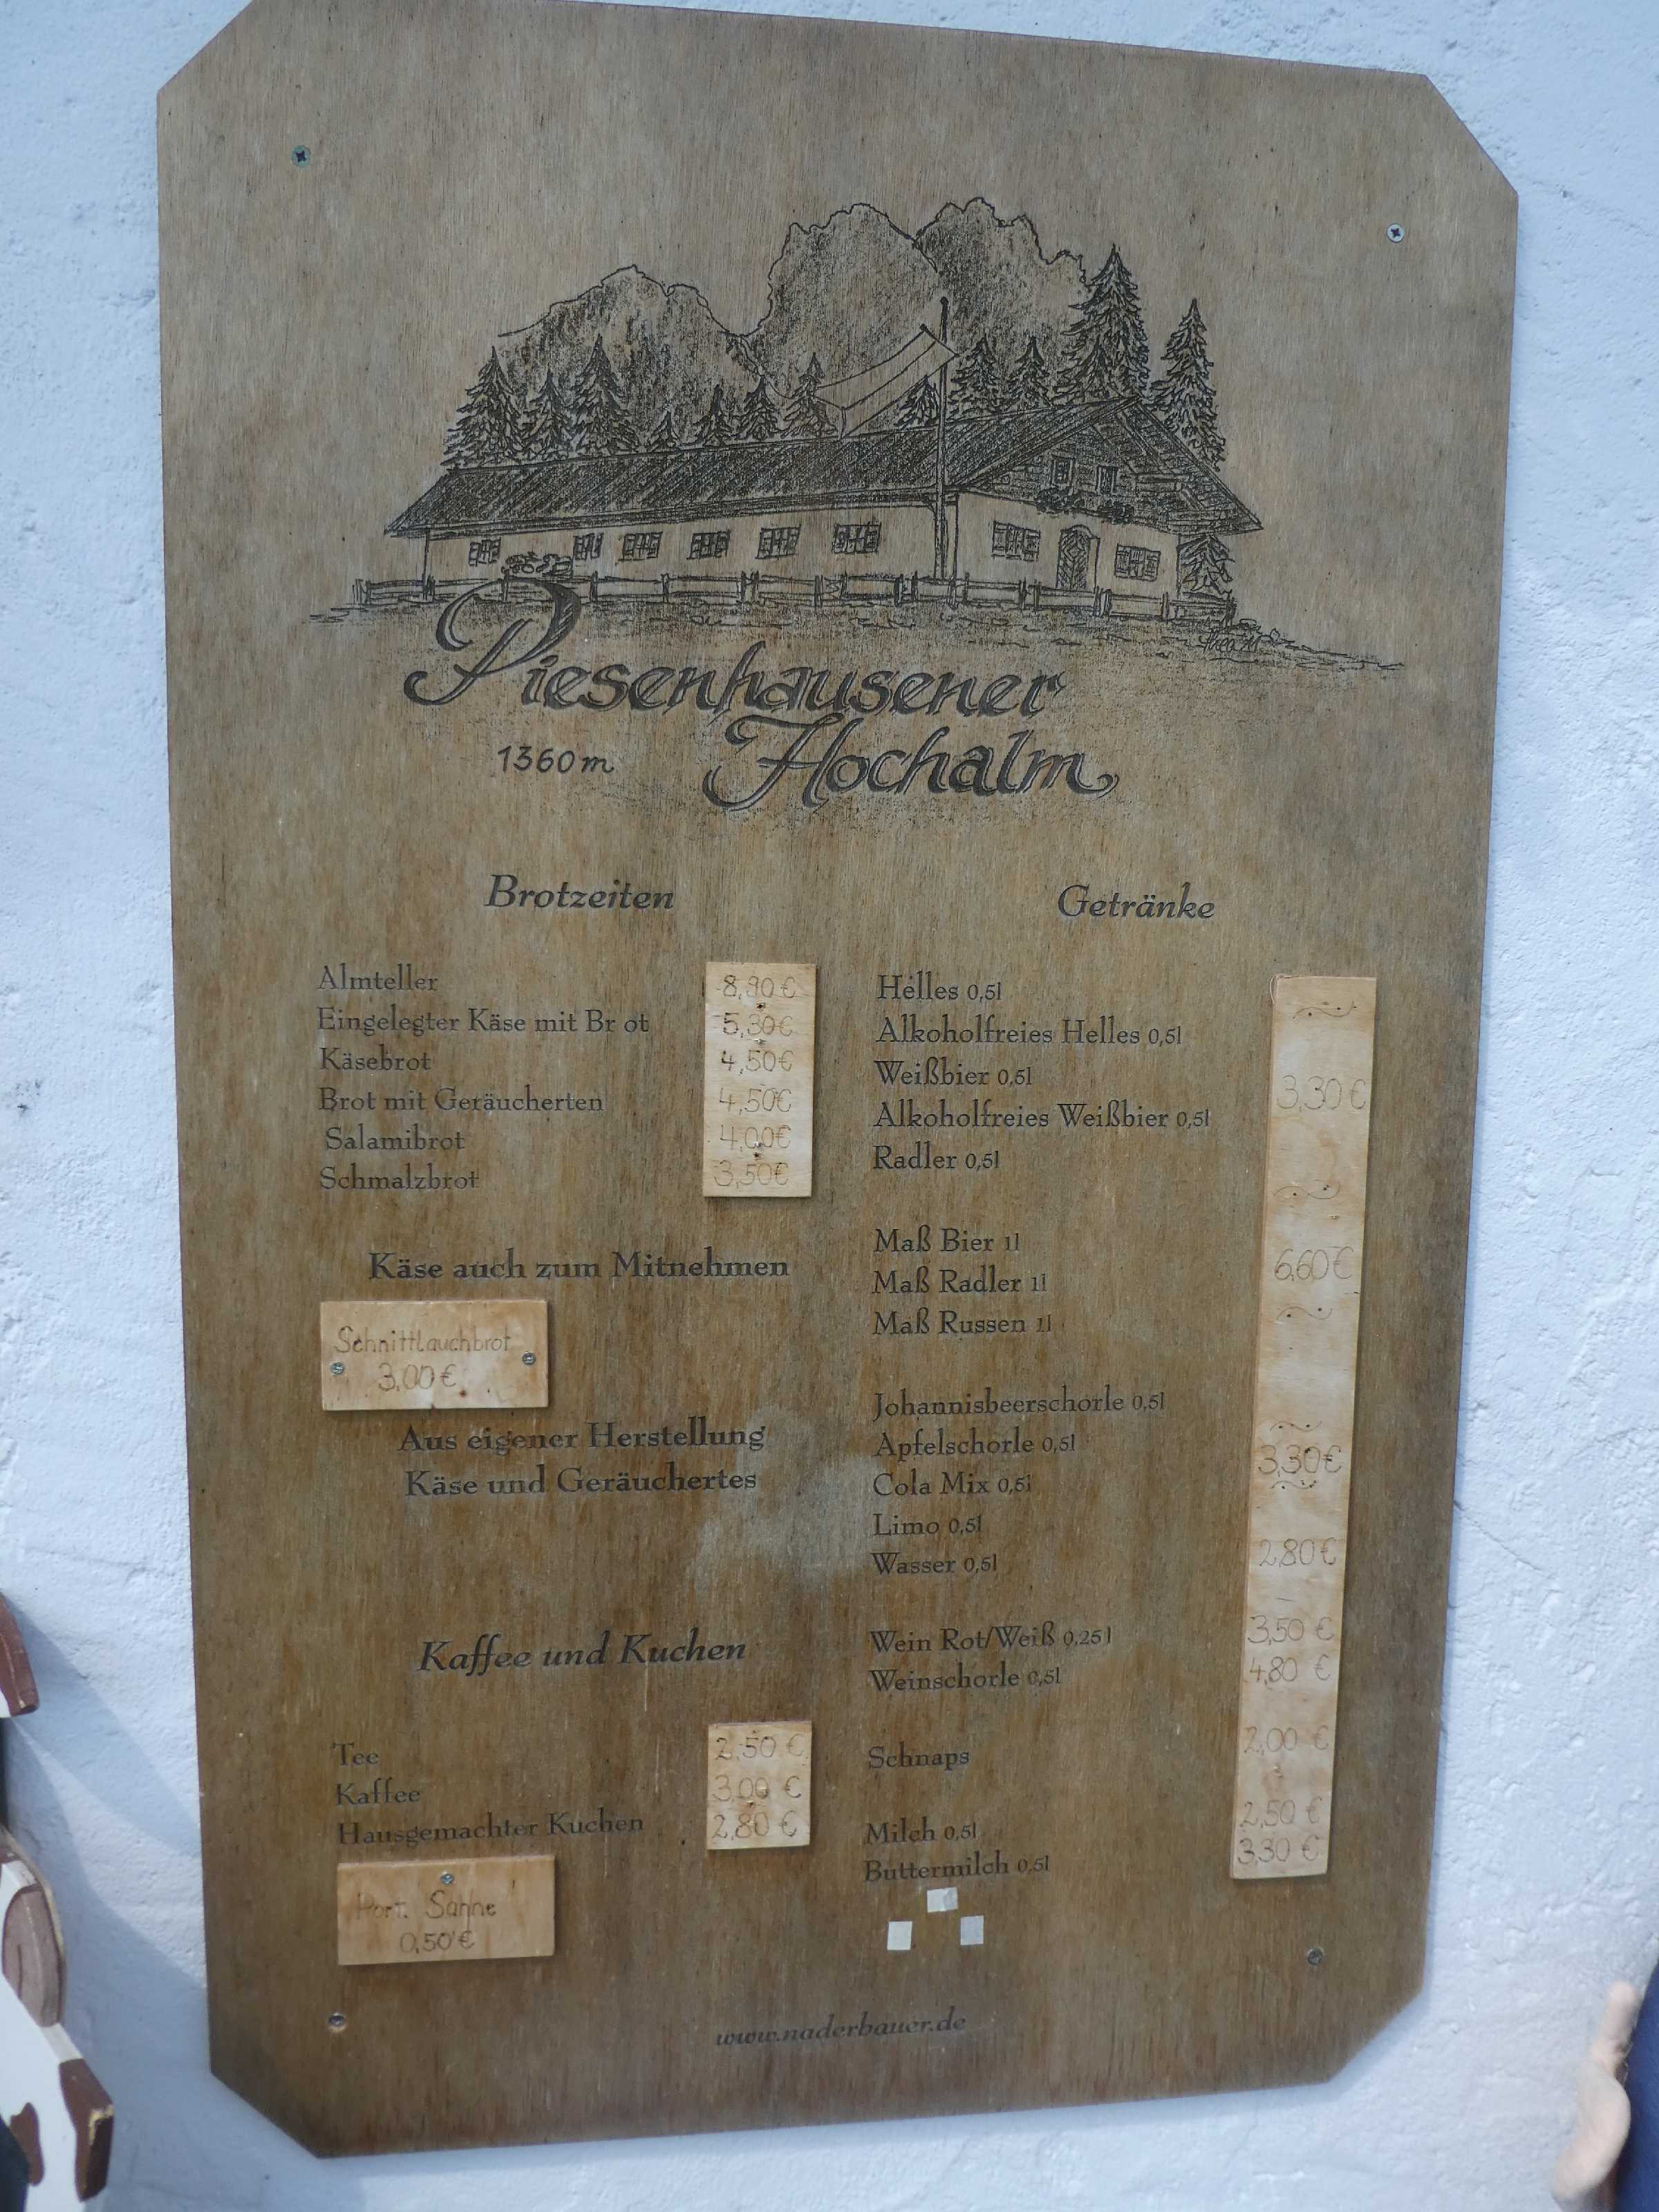 Piesenhausener
1360 m Hochalm
Brotzeiten
Almteller 8,80 €
Eingelegter Käse mit Br ot 5,30€
Käsebrot 4,50€
Brot mit Geräucherten 4,50€
Salamibrot 4,00€
Schmalzbrot 3,50€
Käse auch zum Mitnehmen
Schnittlauchbrot
3,00 €
Aus eigener Herstellung
Käse und Geräuchertes
Kaffee und Kuchen
Tee 2,50 €
Kaffee 3,00 €
Hausgemachter Kuchen 2,80 €
Port. Sahne
0,50 €
Getränke
Helles 0,5l
Alkoholfreies Helles 0,5l
Weißbier 0,5l 3,30 €
Alkoholfreies Weißbier 0,5l
Radler 0,5l
Maß Bier 1l
Maß Radler 1l 6,60 €
Maß Russen 1l
Johannisbeerschorle 0,5l
Apfelschorle 0,5l 3,30€
Cola Mix 0,5l
Limo 0,5l
Wasser 0,5l 2,80 €
Wein Rot/Weiß 0,25l 3,50 €
Weinschorle 0,5l 4,80 €
Schnaps 2,00 €
Milch 0,5l 2,50 €
Buttermilch 0,5l 3,30 €
www.naderbauer.de